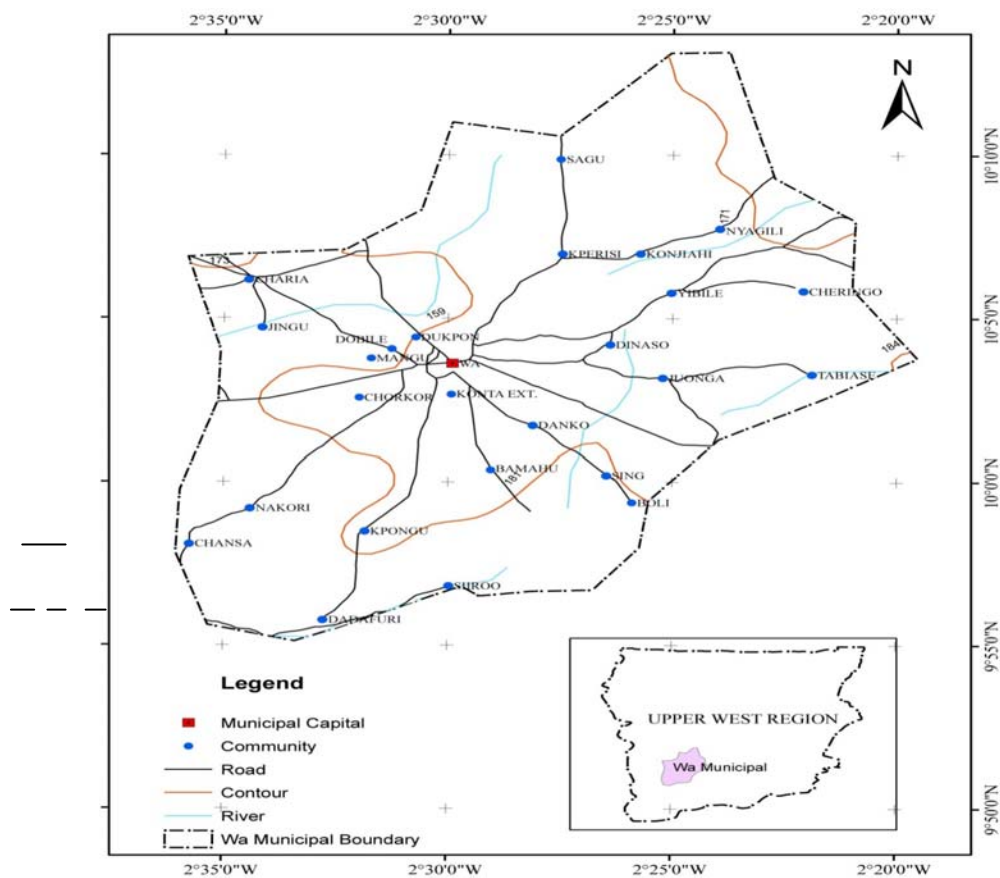 2°35'0"W
2°30'0"W
2°25'0"W
2°20'0"W
N
10°10'0"N
SAGU
171
NYAGILI
KPERISI
KONJIAHI
173
CHARIA
YIBILE
CHERINGO
159
10°5'0"N
JINGU
DOBILE
DUKPON
DINASO
184
MANGU
WA
JUONGA
TABIASE
CHORKOR
KONTA EXT.
DANKO
BAMAHU
181
SING
10°0'0"N
NAKORI
BOLI
KPONGU
CHANSA
SIIROO
DADAFURI
9°55'0"N
Legend
Municipal Capital
Community
Road
Contour
River
Wa Municipal Boundary
UPPER WEST REGION
Wa Municipal
9°50'0"N
2°35'0"W
2°30'0"W
2°25'0"W
2°20'0"W